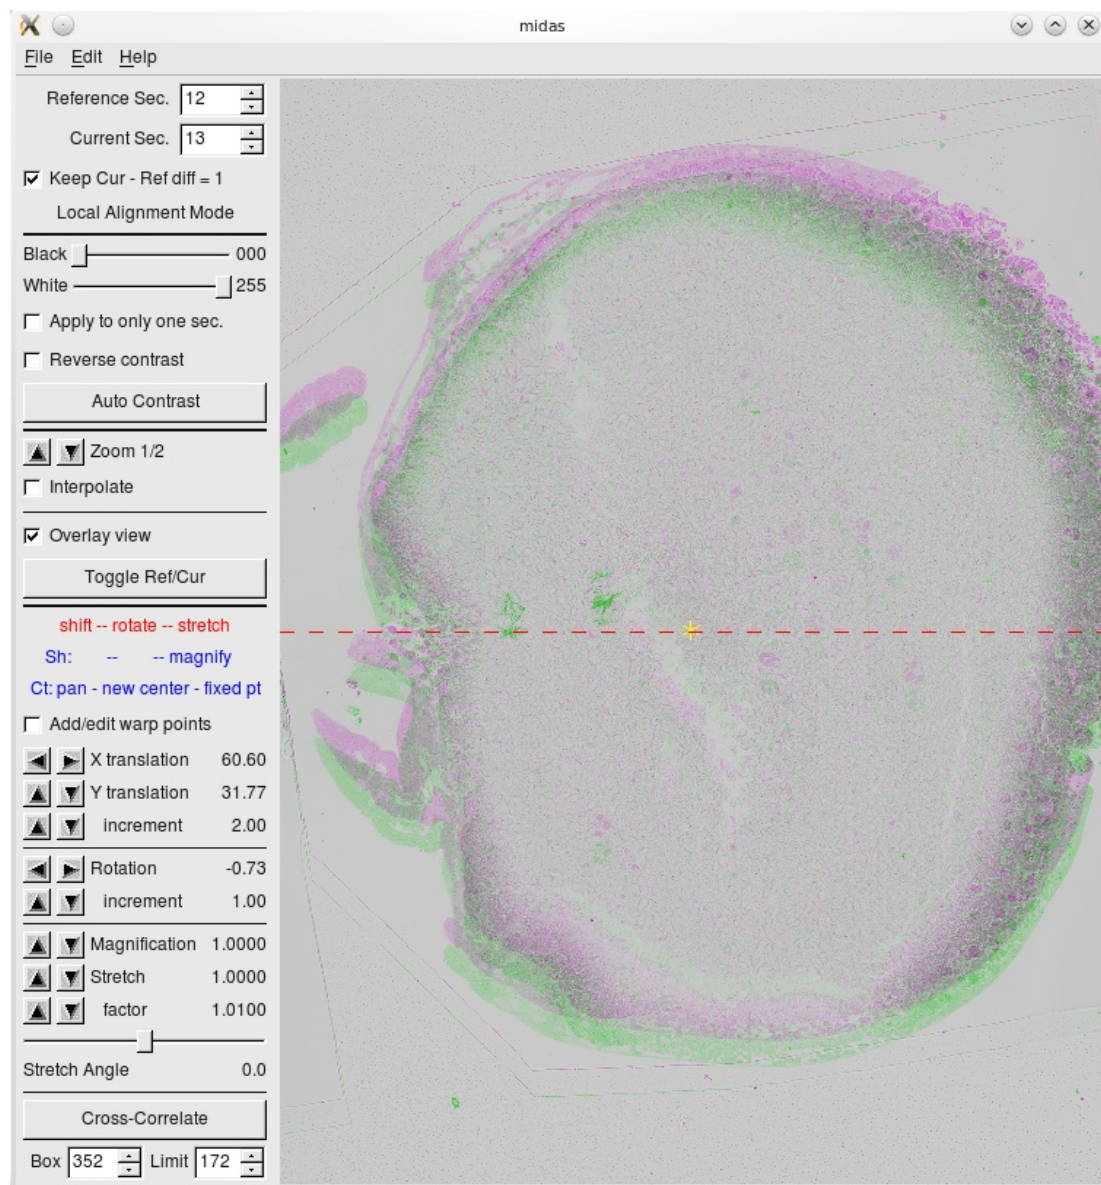 midas
File Edit Help
Reference Sec. 12
Current Sec. 13
Keep Cur - Ref diff = 1
Local Alignment Mode
Black 000
White 255
Apply to only one sec.
Reverse contrast
Auto Contrast
Zoom 1/2
Interpolate
Overlay view
Toggle Ref/Cur
shift -- rotate -- stretch
Sh: -- -- magnify
Ct: pan - new center - fixed pt
Add/edit warp points
X translation 60.60
Y translation 31.77
increment 2.00
Rotation -0.73
increment 1.00
Magnification 1.0000
Stretch 1.0000
factor 1.0100
Stretch Angle 0.0
Cross-Correlate
Box 352 Limit 172